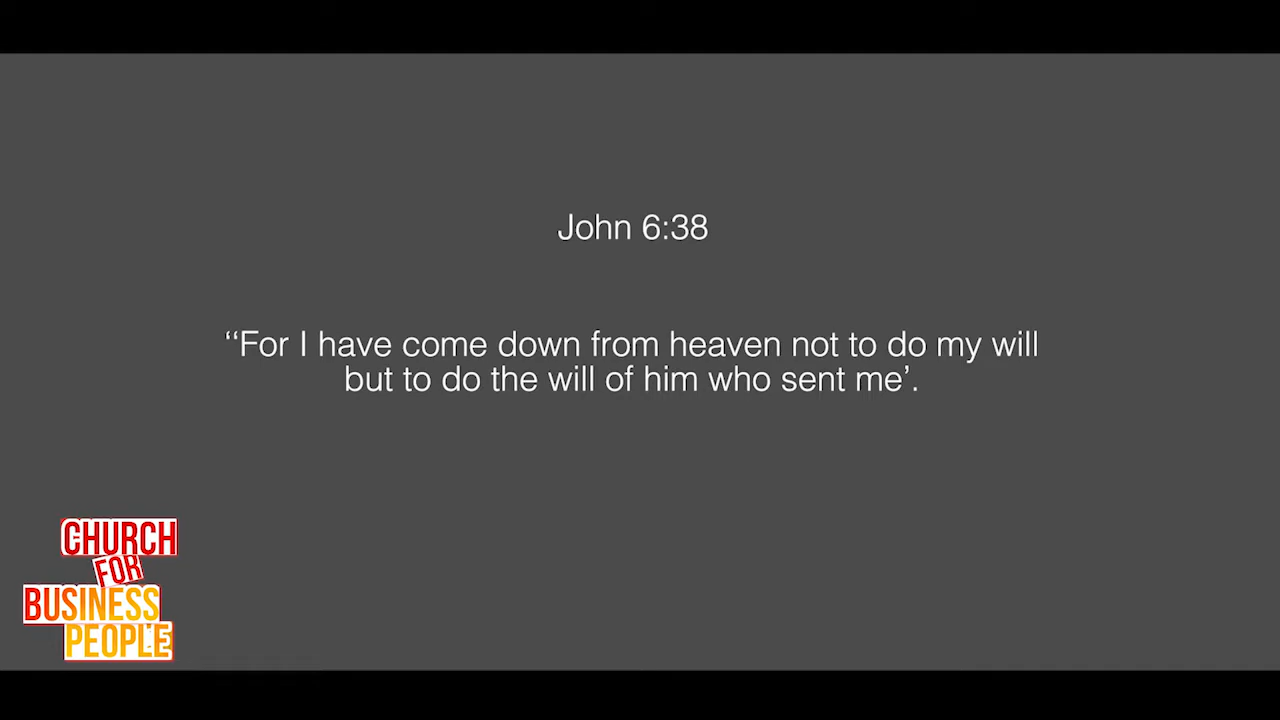 John 6:38
‘‘For I have come down from heaven not to do my will
but to do the will of him who sent me’.
CHURCH
FOR
BUSINESS
PEOPLE